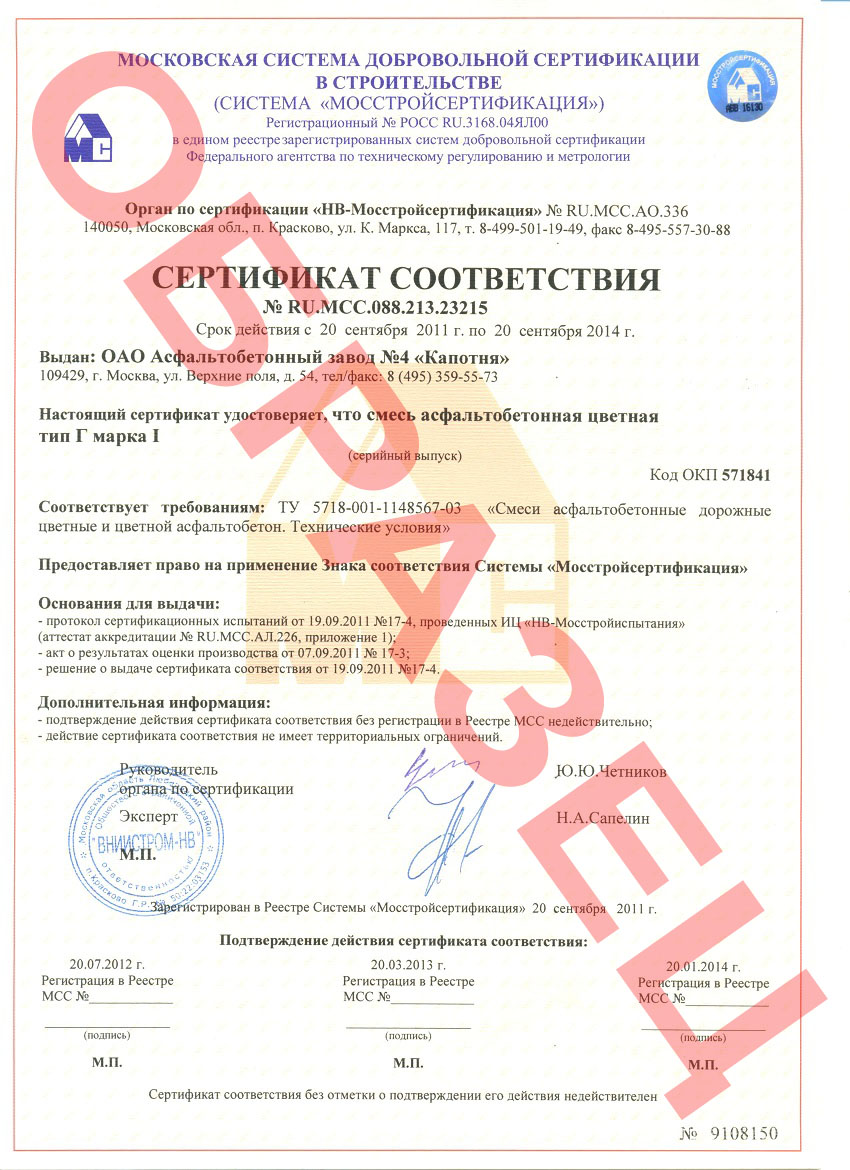 МОСКОВСКАЯ СИСТЕМА ДОБРОВОЛЬНОЙ СЕРТИФИКАЦИИ
В СТРОИТЕЛЬСТВЕ
(СИСТЕМА «МОССТРОЙСЕРТИФИКАЦИЯ»)
Регистрационный № РОСС RU.3168.04ЯЛ00
в едином реестре зарегистрированных систем добровольной сертификации
Федерального агентства по техническому регулированию и метрологии
МОССТРОЙСЕРТИФИКАЦИЯ
МС
16130
МС
Орган по сертификации «НВ-Мосстройсертификация» № RU.МСС.АО.336
140050, Московская обл., п. Красково, ул. К. Маркса, 117, т. 8-499-501-19-49, факс 8-495-557-30-88
СЕРТИФИКАТ СООТВЕТСТВИЯ
№ RU.МСС.088.213.23215
Срок действия с 20 сентября 2011 г. по 20 сентября 2014 г.
Выдан: ОАО Асфальтобетонный завод №4 «Капотня»
109429, г. Москва, ул. Верхние поля, д. 54, тел/факс: 8 (495) 359-55-73
Настоящий сертификат удостоверяет, что смесь асфальтобетонная цветная
тип Г марка I
(серийный выпуск)
Код ОКП 571841
Соответствует требованиям: ТУ 5718-001-1148567-03 «Смеси асфальтобетонные дорожные
цветные и цветной асфальтобетон. Технические условия»
Предоставляет право на применение Знака соответствия Системы «Мосстройсертификация»
Основания для выдачи:
- протокол сертификационных испытаний от 19.09.2011 №17-4, проведенных ИЦ «НВ-Мосстройиспытания»
(аттестат аккредитации № RU.МСС.АЛ.226, приложение 1);
- акт о результатах оценки производства от 07.09.2011 № 17-3;
- решение о выдаче сертификата соответствия от 19.09.2011 №17-4.
Дополнительная информация:
- подтверждение действия сертификата соответствия без регистрации в Реестре МСС недействительно;
- действие сертификата соответствия не имеет территориальных ограничений.
Руководитель
органа по сертификации
Ю.Ю.Четников
Эксперт
Н.А.Сапелин
М.П.
Московская область Люберецкий район
Общество с ограниченной
"ВНИИСТРОМ-НВ"
ответственностью
п.Красково Г.Р. № 50:22:03153
Зарегистрирован в Реестре Системы «Мосстройсертификация» 20 сентября 2011 г.
Подтверждение действия сертификата соответствия:
20.07.2012 г. 20.03.2013 г. 20.01.2014 г.
Регистрация в Реестре Регистрация в Реестре Регистрация в Реестре
МСС №____________ МСС №____________ МСС №____________
(подпись) (подпись) (подпись)
М.П. М.П. М.П.
Сертификат соответствия без отметки о подтверждении его действия недействителен
№ 9108150
ОБРАЗЕЦ